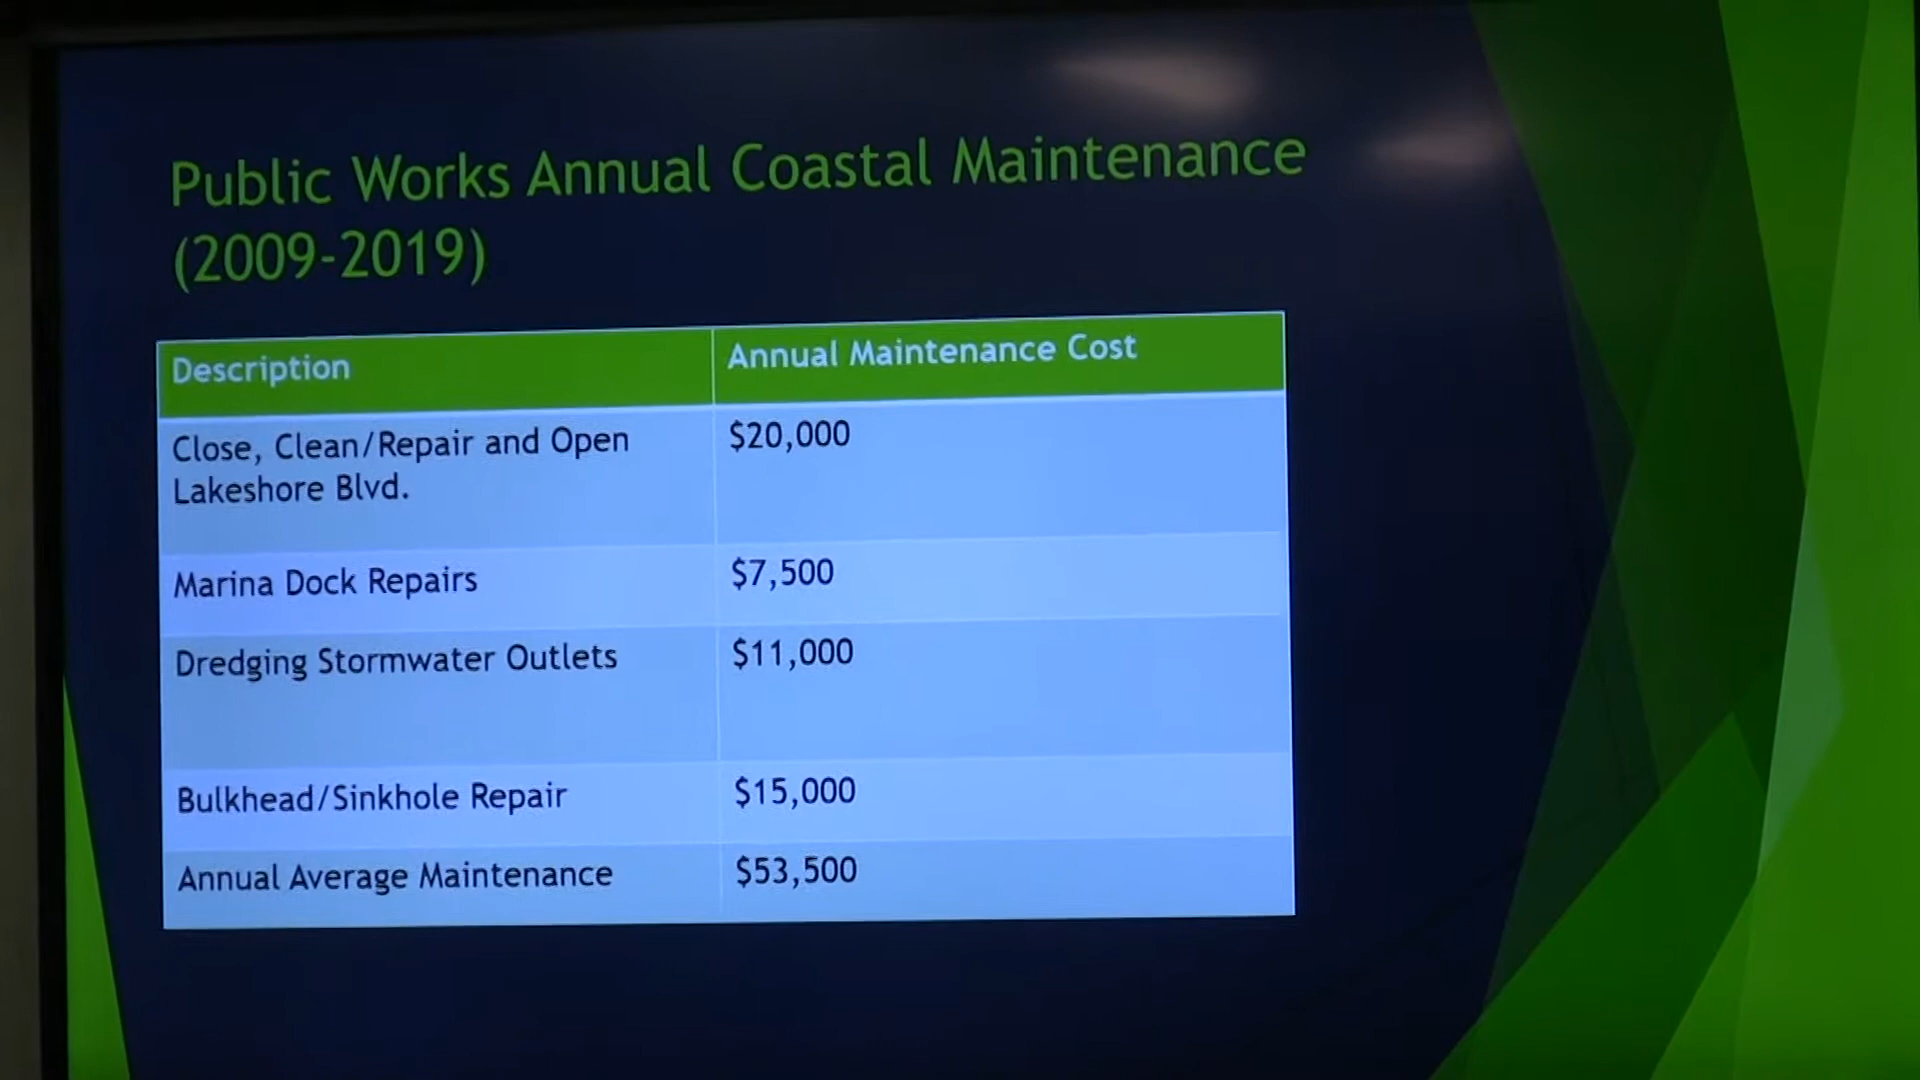 Public Works Annual Coastal Maintenance
(2009-2019)
Description
Annual Maintenance Cost
Close, Clean/Repair and Open
Lakeshore Blvd.
$20,000
Marina Dock Repairs
$7,500
Dredging Stormwater Outlets
$11,000
Bulkhead/Sinkhole Repair
$15,000
Annual Average Maintenance
$53,500